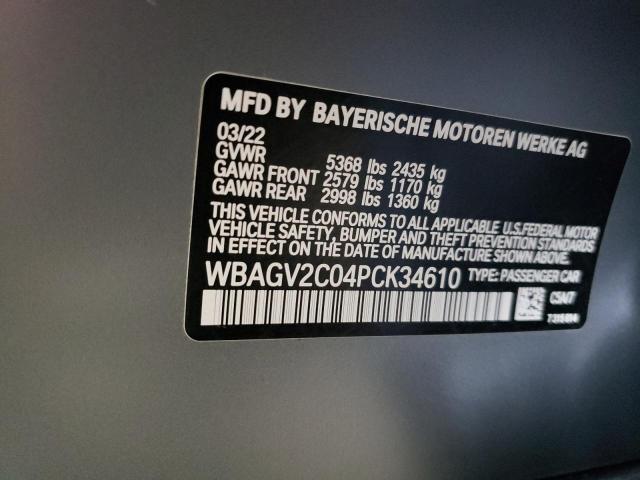 MFD BY BAYERISCHE MOTOREN WERKE AG
03/22
GVWR 5368 lbs 2435 kg
GAWR FRONT 2579 lbs 1170 kg
GAWR REAR 2998 lbs 1360 kg
THIS VEHICLE CONFORMS TO ALL APPLICABLE U.S.FEDERAL MOTOR
VEHICLE SAFETY, BUMPER AND THEFT PREVENTION STANDARDS
IN EFFECT ON THE DATE OF MANUFACTURE SHOWN ABOVE.
WBAGV2C04PCK34610 TYPE: PASSENGER CAR